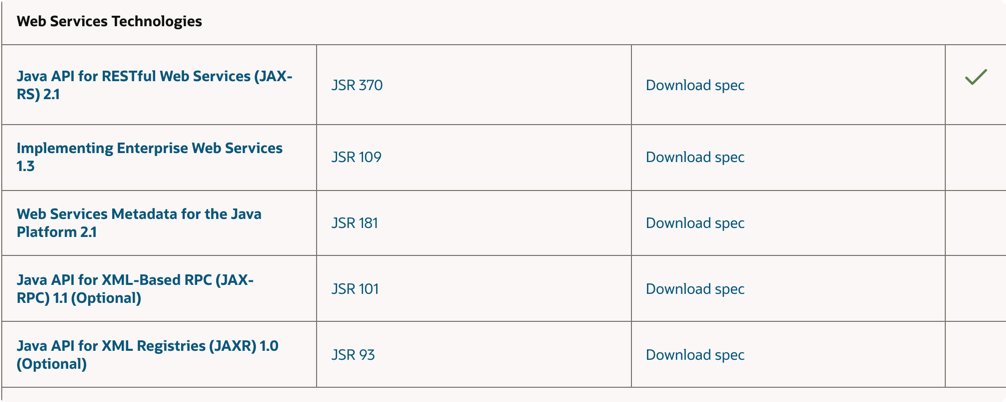 Web Services Technologies
Java API for RESTful Web Services (JAX-
RS) 2.1
JSR 370
Download spec
Implementing Enterprise Web Services
1.3
JSR 109
Download spec
Web Services Metadata for the Java
Platform 2.1
JSR 181
Download spec
Java API for XML-Based RPC (JAX-
RPC) 1.1 (Optional)
JSR 101
Download spec
Java API for XML Registries (JAXR) 1.0
(Optional)
JSR 93
Download spec